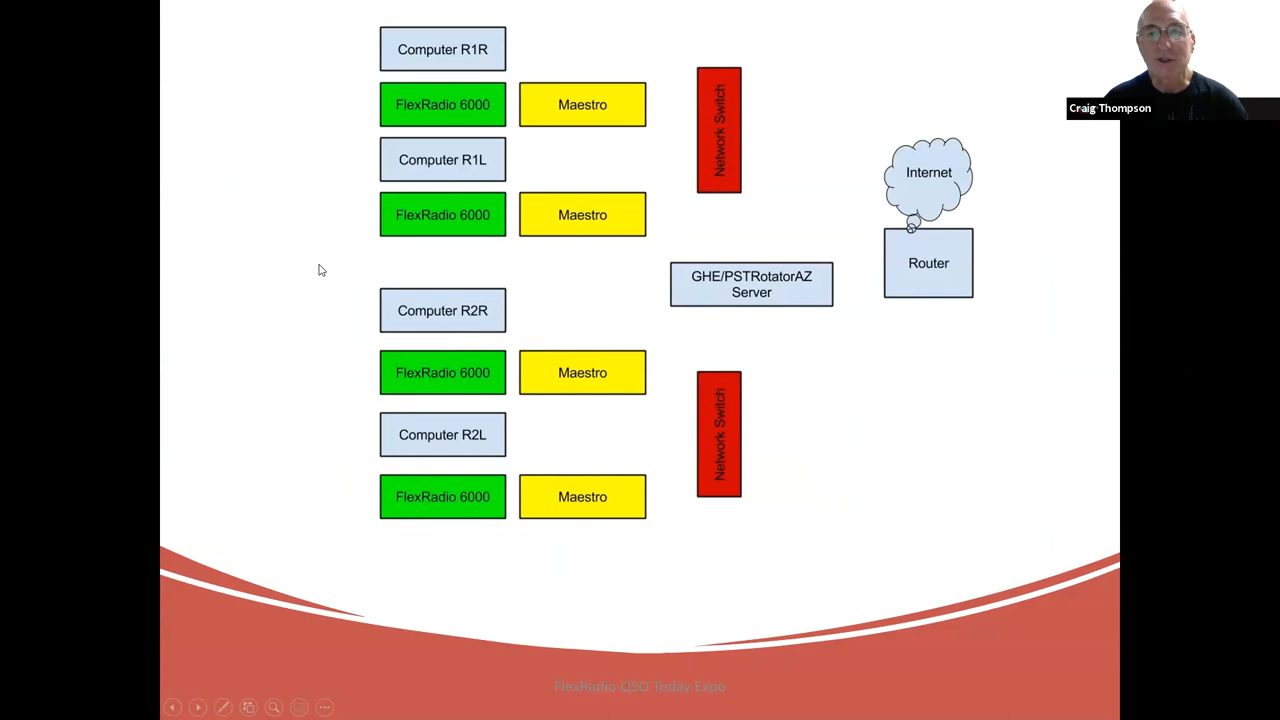 Computer R1R
FlexRadio 6000
Maestro
Computer R1L
FlexRadio 6000
Maestro
Network Switch
Craig Thompson
Internet
Router
GHE/PSTRotatorAZ
Server
Computer R2R
FlexRadio 6000
Maestro
Computer R2L
FlexRadio 6000
Maestro
Network Switch
FlexRadio QSO Today Expo